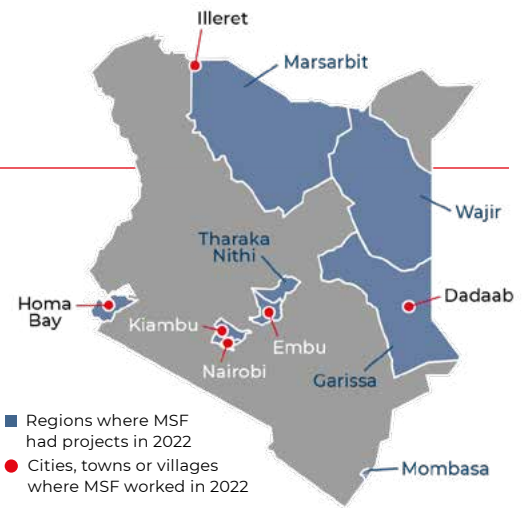 Illeret
Marsarbit
Wajir
Tharaka
Nithi
Dadaab
Homa
Bay
Kiambu
Embu
Nairobi
Garissa
Regions where MSF
had projects in 2022
Cities, towns or villages
where MSF worked in 2022
Mombasa